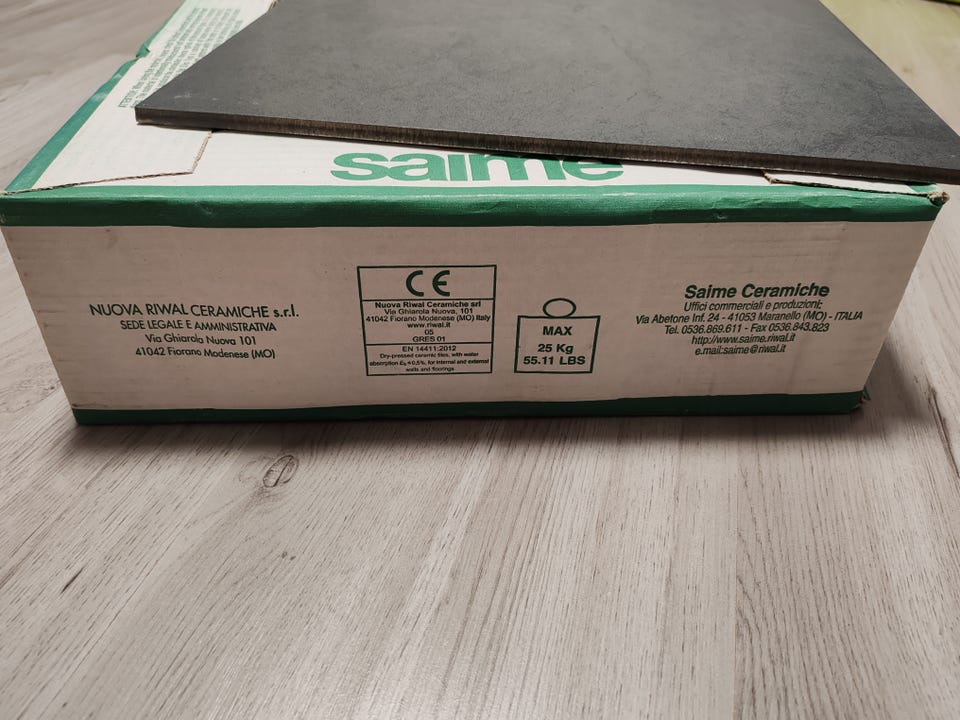 saime
NUOVA RIWAL CERAMICHE s.r.l.
SEDE LEGALE E AMMINISTRATIVA
Via Ghiarola Nuova 101
41042 Fiorano Modenese (MO)
CE
Nuova Riwal Ceramiche srl
Via Ghiarola Nuova, 101
41042 Fiorano Modenese (MO) Italy
www.riwal.it
05
GRES 01
EN 14411:2012
Dry-pressed ceramic tiles, with water
absorption Eb ≤ 0,5%, for internal and external
walls and floorings
MAX
25 Kg
55.11 LBS
Saime Ceramiche
Uffici commerciali e produzioni:
Via Abetone Inf. 24 - 41053 Maranello (MO) - ITALIA
Tel. 0536.869.611 - Fax 0536.843.823
http://www.saime.riwal.it
e.mail:saime@riwal.it